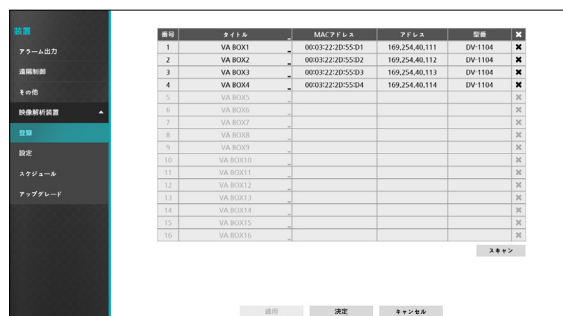 装置
アラーム出力
遠隔制御
その他
映像解析装置
登録
設定
スケジュール
アップグレード
番号 タイトル MACアドレス アドレス 型番 ✖
1 VA BOX1 _ 00:03:22:2D:55:D1 169,254,40,111 DV-1104 ✖
2 VA BOX2 _ 00:03:22:2D:55:D2 169,254,40,112 DV-1104 ✖
3 VA BOX3 _ 00:03:22:2D:55:D3 169,254,40,113 DV-1104 ✖
4 VA BOX4 _ 00:03:22:2D:55:D4 169,254,40,114 DV-1104 ✖
5 VA BOX5 _ ✖
6 VA BOX6 _ ✖
7 VA BOX7 _ ✖
8 VA BOX8 _ ✖
9 VA BOX9 _ ✖
10 VA BOX10 _ ✖
11 VA BOX11 _ ✖
12 VA BOX12 _ ✖
13 VA BOX13 _ ✖
14 VA BOX14 _ ✖
15 VA BOX15 _ ✖
16 VA BOX16 _ ✖
スキャン
適用 決定 キャンセル